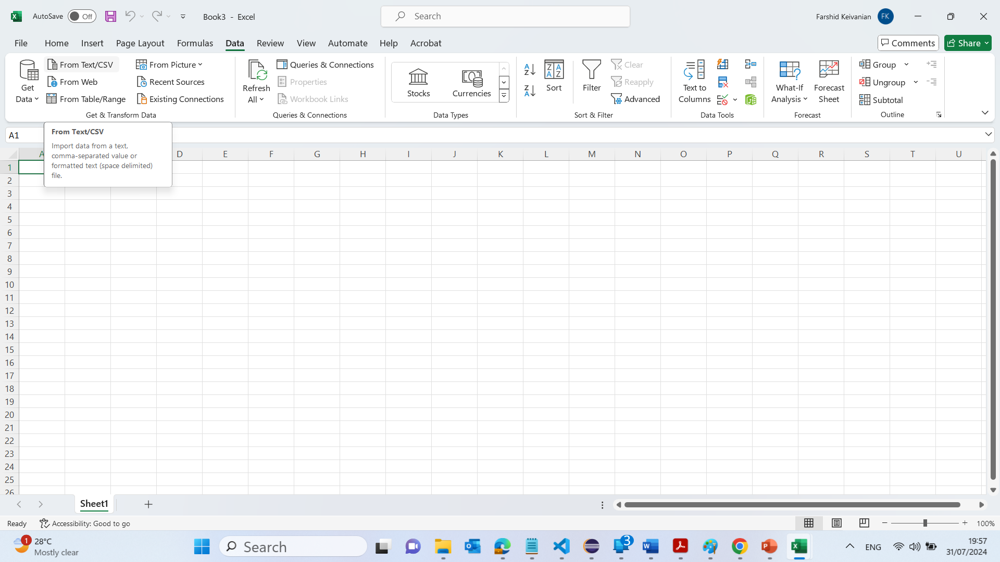 AutoSave Off Book3 - Excel Search Farshid Keivanian FK
File Home Insert Page Layout Formulas Data Review View Automate Help Acrobat Comments Share
Get Data
From Text/CSV
From Web
From Table/Range
From Picture
Recent Sources
Existing Connections
Get & Transform Data
Refresh All
Queries & Connections
Properties
Workbook Links
Queries & Connections
Stocks
Currencies
Data Types
Sort
Filter
Clear
Reapply
Advanced
Sort & Filter
Text to Columns
Data Tools
What-If Analysis
Forecast Sheet
Forecast
Group
Ungroup
Subtotal
Outline
A1
From Text/CSV
Import data from a text,
comma-separated value or
formatted text (space delimited)
file.
A D E F G H I J K L M N O P Q R S T U
1
2
3
4
5
6
7
8
9
10
11
12
13
14
15
16
17
18
19
20
21
22
23
24
25
26
Sheet1
Ready Accessibility: Good to go 100%
1 28°C
Mostly clear
Search
3
ENG
19:57
31/07/2024